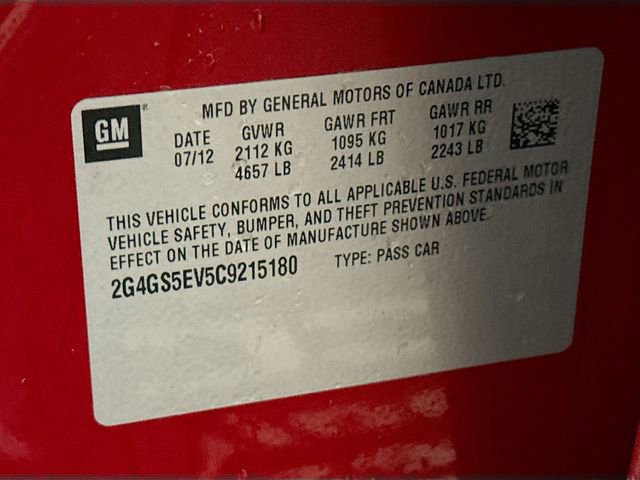 GM
MFD BY GENERAL MOTORS OF CANADA LTD.
DATE GVWR GAWR FRT GAWR RR
07/12 2112 KG 1095 KG 1017 KG
4657 LB 2414 LB 2243 LB
THIS VEHICLE CONFORMS TO ALL APPLICABLE U.S. FEDERAL MOTOR
VEHICLE SAFETY, BUMPER, AND THEFT PREVENTION STANDARDS IN
EFFECT ON THE DATE OF MANUFACTURE SHOWN ABOVE.
2G4GS5EV5C9215180 TYPE: PASS CAR